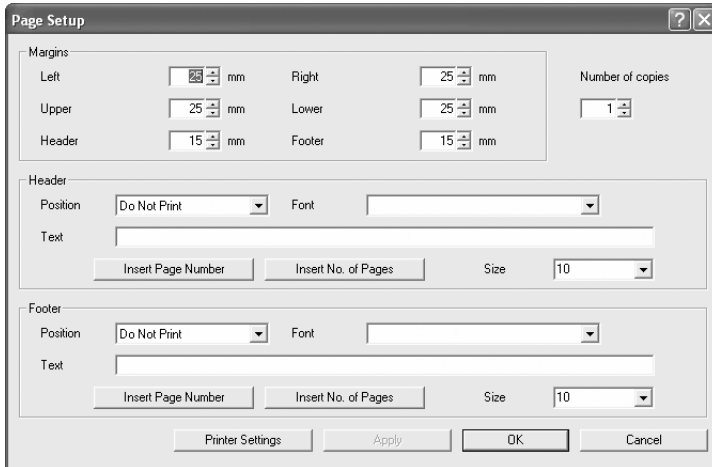 Page Setup
Margins
Left 25 mm Right 25 mm Number of copies
Upper 25 mm Lower 25 mm 1
Header 15 mm Footer 15 mm
Header
Position Do Not Print Font
Text
Insert Page Number Insert No. of Pages Size 10
Footer
Position Do Not Print Font
Text
Insert Page Number Insert No. of Pages Size 10
Printer Settings Apply OK Cancel